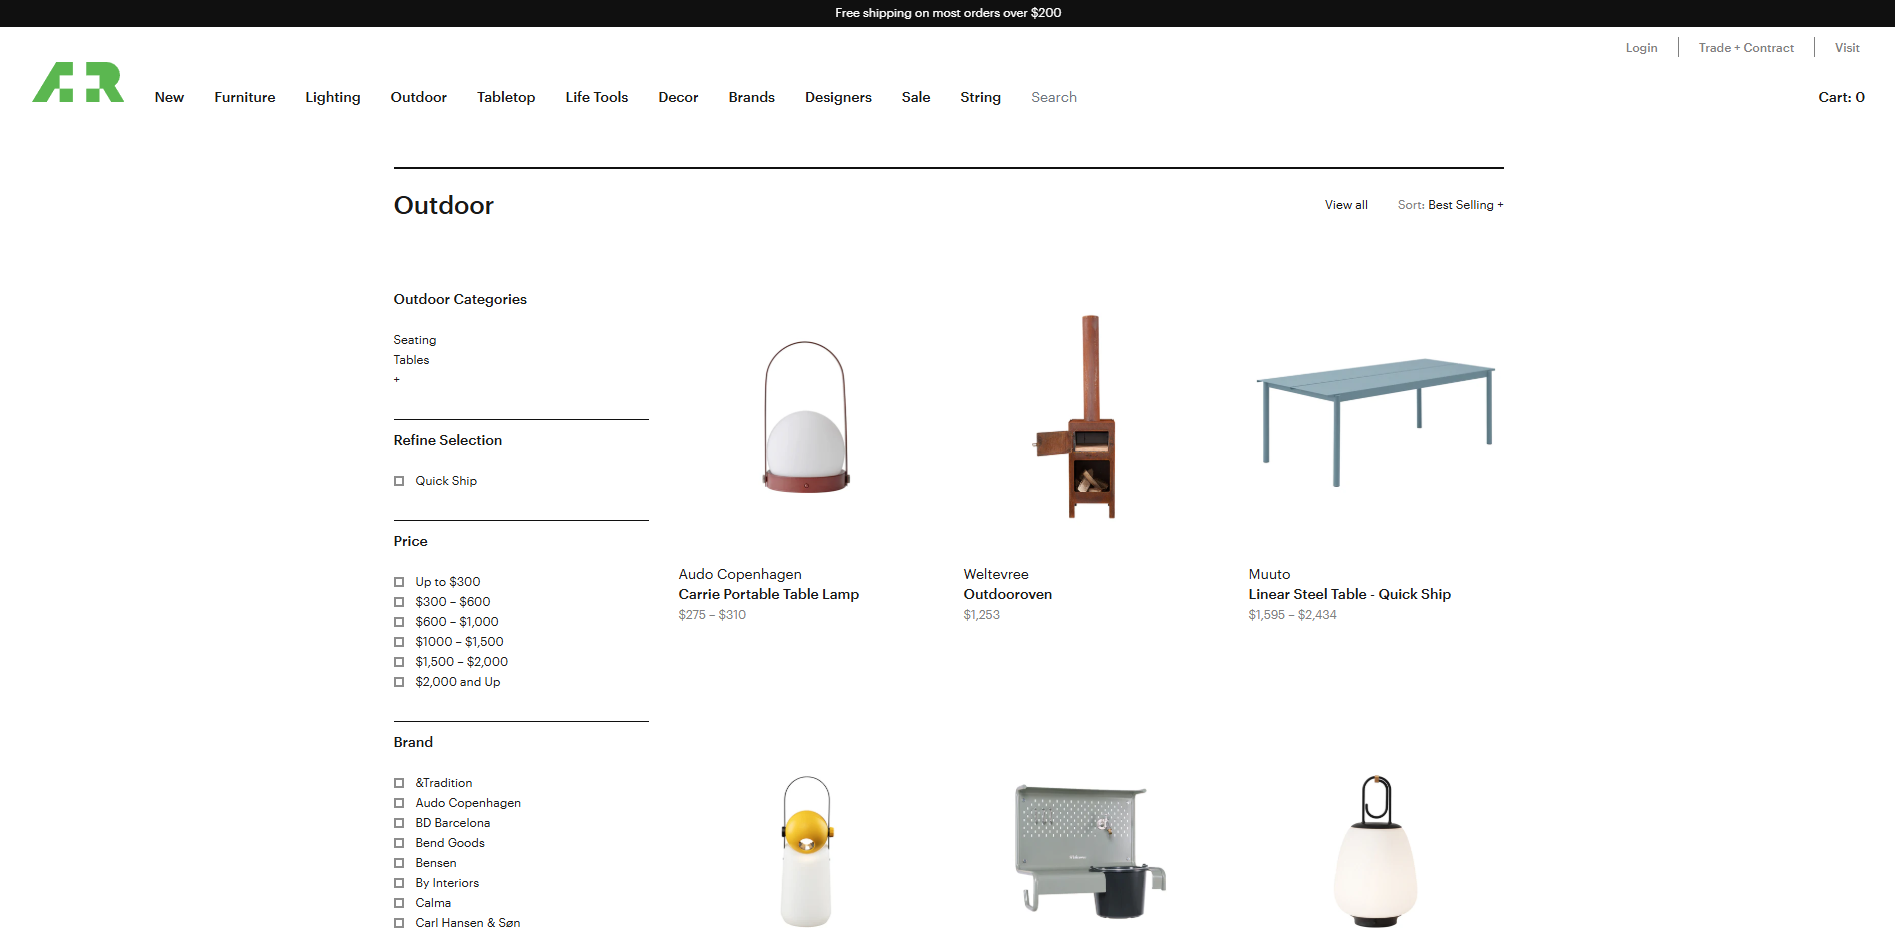 Free shipping on most orders over $200
Login
Trade + Contract
Visit
AHR
New
Furniture
Lighting
Outdoor
Tabletop
Life Tools
Decor
Brands
Designers
Sale
String
Search
Cart: 0
Outdoor
View all
Sort: Best Selling +
Outdoor Categories
Seating
Tables
+
Refine Selection
Quick Ship
Price
Up to $300
$300 – $600
$600 – $1,000
$1000 – $1,500
$1,500 – $2,000
$2,000 and Up
Brand
&Tradition
Audo Copenhagen
BD Barcelona
Bend Goods
Bensen
By Interiors
Calma
Carl Hansen & Søn
Audo Copenhagen
Carrie Portable Table Lamp
$275 – $310
Weltevree
Outdooroven
$1,253
Muuto
Linear Steel Table - Quick Ship
$1,595 – $2,434